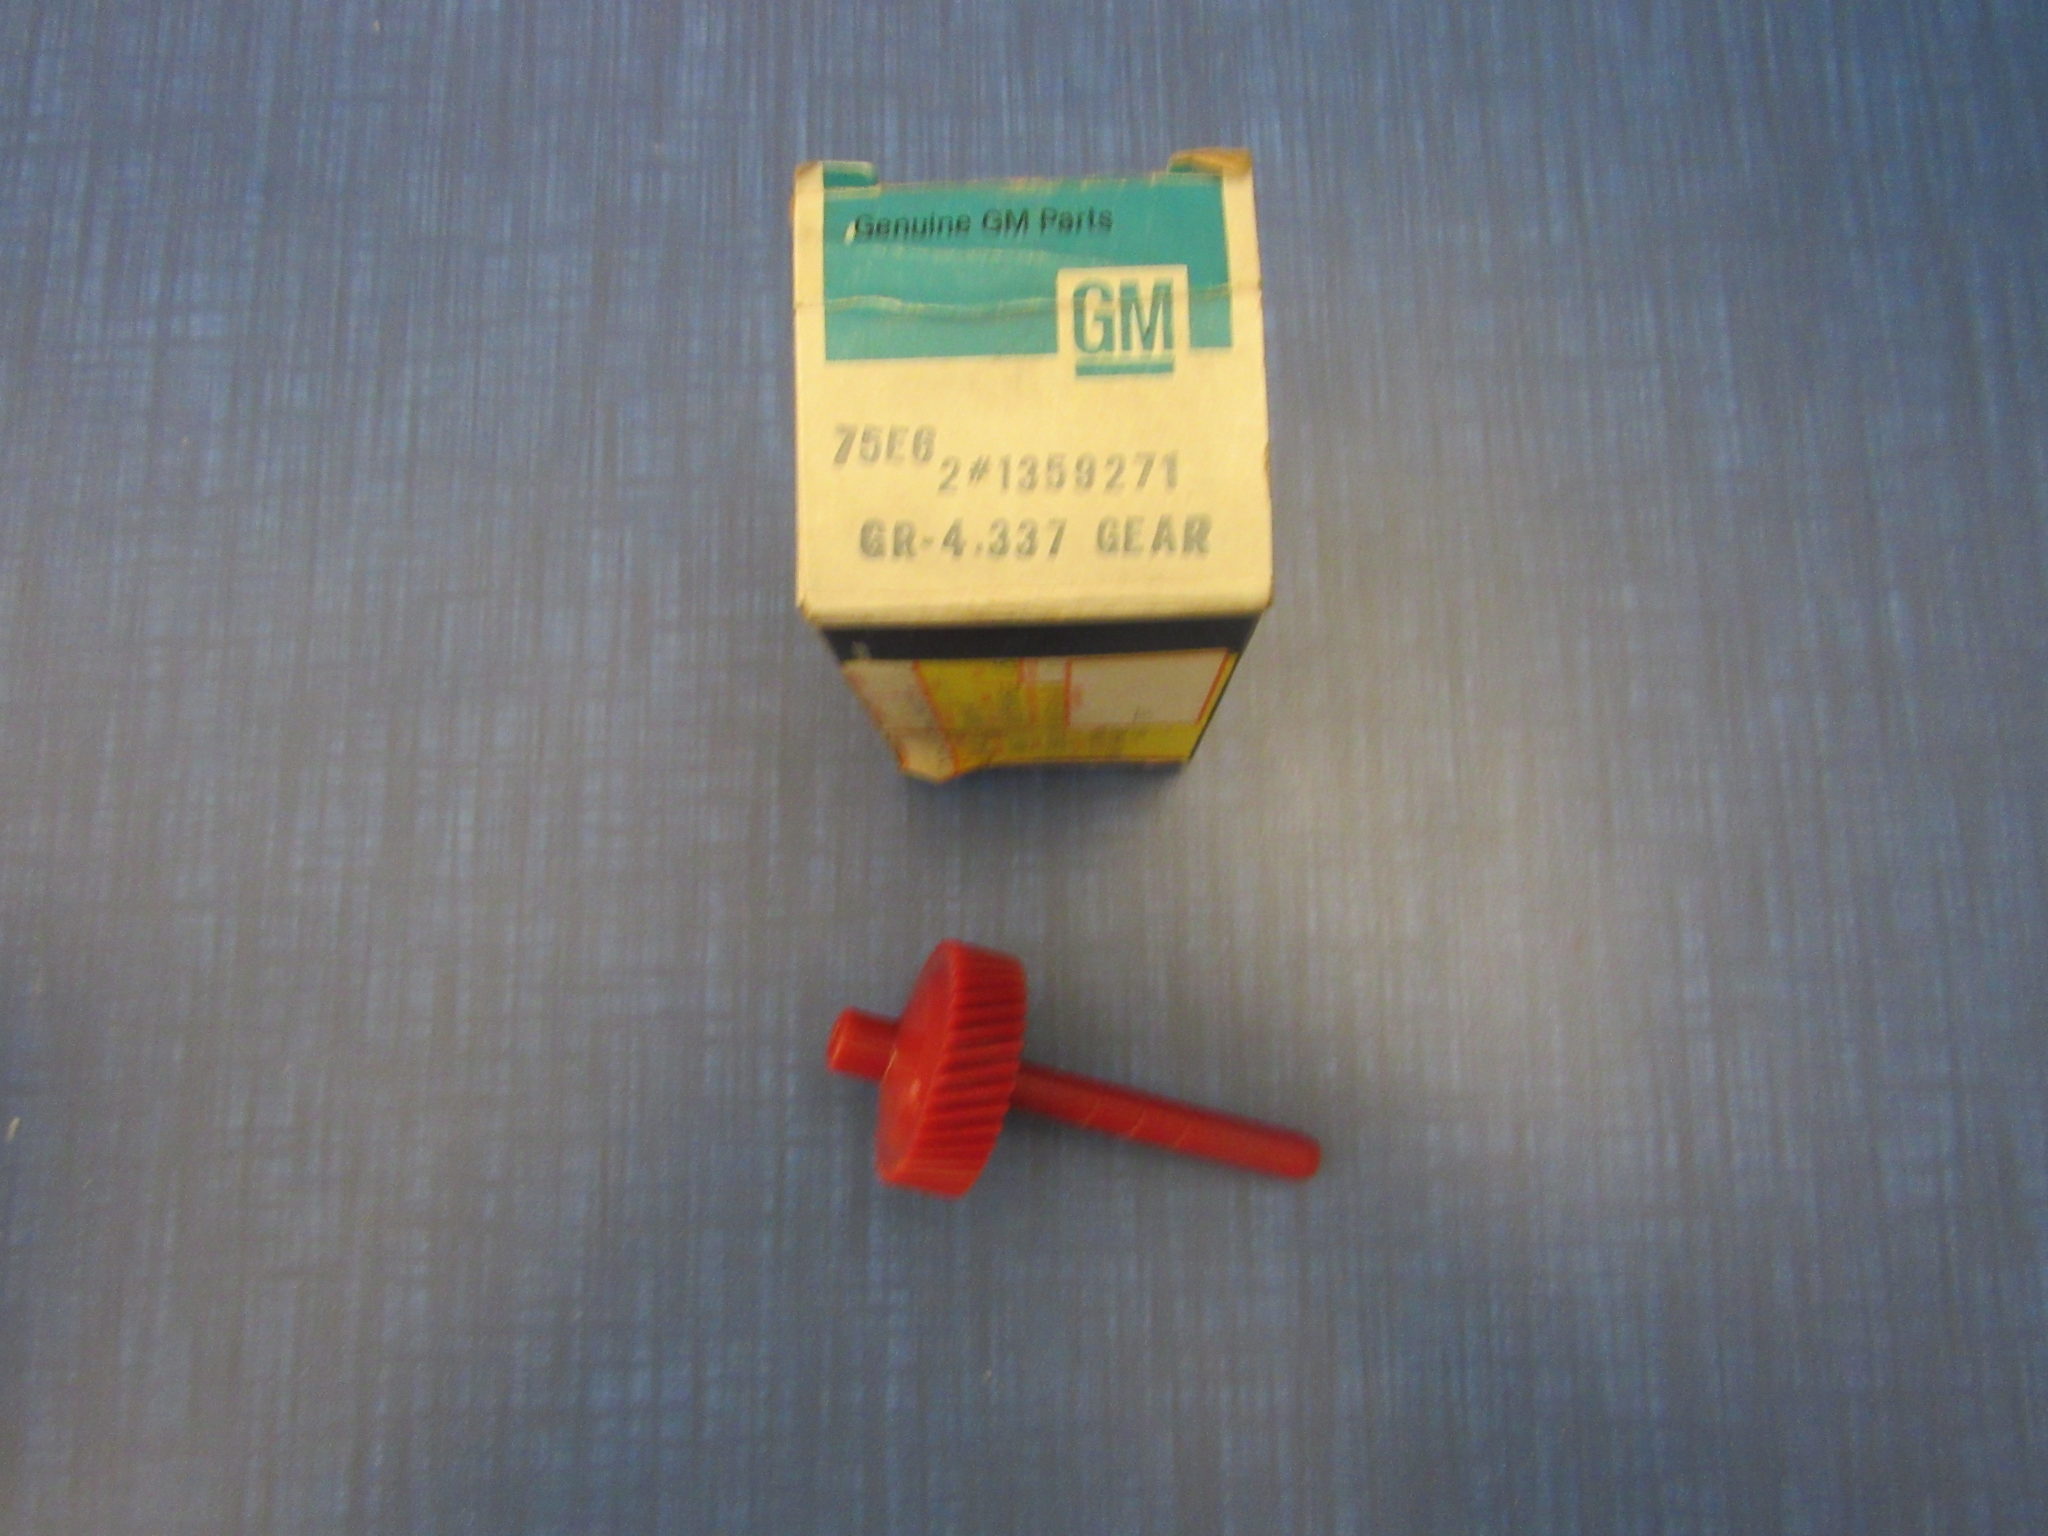 Genuine GM Parts
GM
75E6
2#1359271
GR-4.337 GEAR